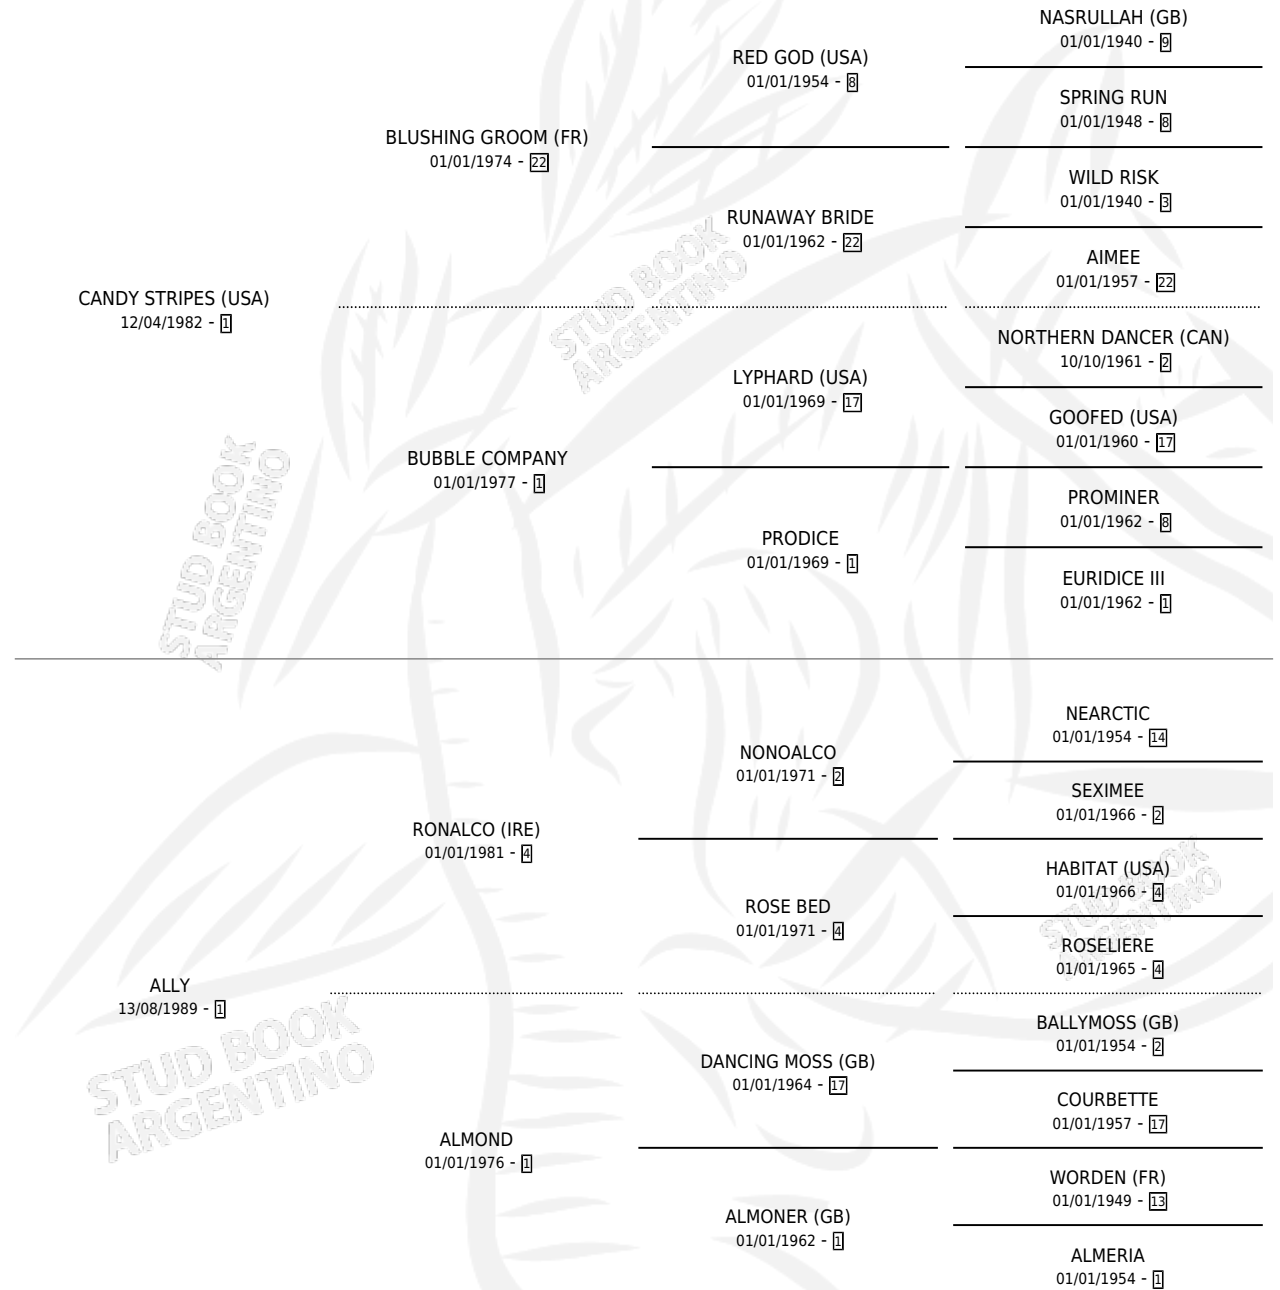 NASRULLAH (GB)
01/01/1940 - 9
RED GOD (USA)
01/01/1954 - 8
SPRING RUN
01/01/1948 - 8
BLUSHING GROOM (FR)
01/01/1974 - 22
WILD RISK
01/01/1940 - 3
RUNAWAY BRIDE
01/01/1962 - 22
AIMEE
01/01/1957 - 22
CANDY STRIPES (USA)
12/04/1982 - 1
STUD BOOK
ARGENTINO
NORTHERN DANCER (CAN)
10/10/1961 - 2
LYPHARD (USA)
01/01/1969 - 17
GOOFED (USA)
01/01/1960 - 17
BUBBLE COMPANY
01/01/1977 - 1
PROMINER
01/01/1962 - 8
PRODICE
01/01/1969 - 1
EURIDICE III
01/01/1962 - 1
STUD BOOK
ARGENTINO
NEARCTIC
01/01/1954 - 14
NONOALCO
01/01/1971 - 2
SEXIMEE
01/01/1966 - 2
RONALCO (IRE)
01/01/1981 - 4
HABITAT (USA)
01/01/1966 - 4
STUD BOOK
ARGENTINO
ROSE BED
01/01/1971 - 4
ROSELIERE
01/01/1965 - 4
ALLY
13/08/1989 - 1
STUD BOOK
ARGENTINO
BALLYMOSS (GB)
01/01/1954 - 2
DANCING MOSS (GB)
01/01/1964 - 17
COURBETTE
01/01/1957 - 17
ALMOND
01/01/1976 - 1
WORDEN (FR)
01/01/1949 - 13
ALMONER (GB)
01/01/1962 - 1
ALMERIA
01/01/1954 - 1